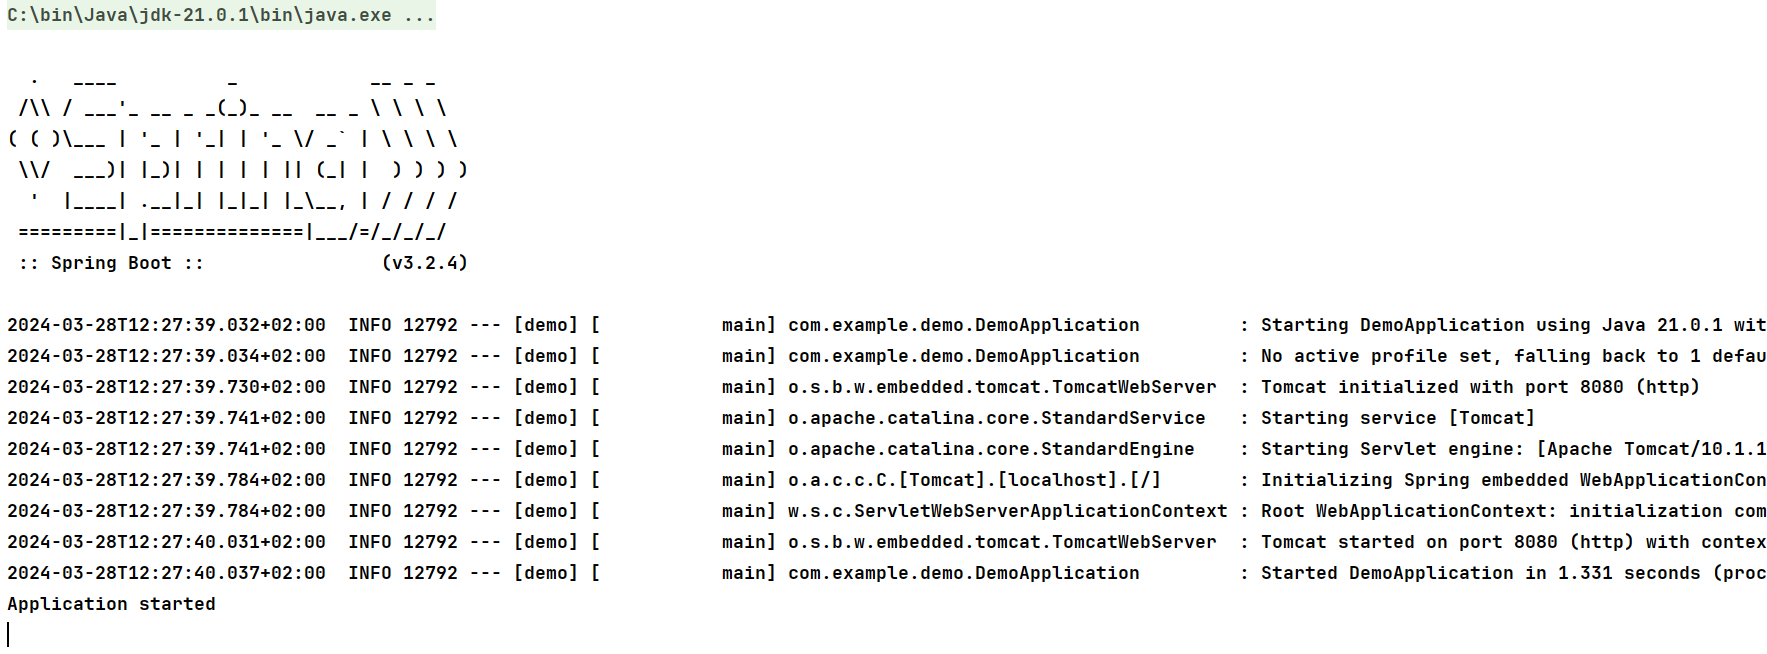 C:\bin\Java\jdk-21.0.1\bin\java.exe ...
  .   ____          _            __ _ _
 /\\ / ___'_ __ _ _(_)_ __  __ _ \ \ \ \
( ( )\___ | '_ | '_| | '_ \/ _` | \ \ \ \
 \\/  ___)| |_)| | | | | || (_| |  ) ) ) )
  '  |____| .__|_| |_|_| |_\__, | / / / /
 =========|_|==============|___/=/_/_/_/
 :: Spring Boot ::                (v3.2.4)
2024-03-28T12:27:39.032+02:00  INFO 12792 --- [demo] [           main] com.example.demo.DemoApplication         : Starting DemoApplication using Java 21.0.1 wit
2024-03-28T12:27:39.034+02:00  INFO 12792 --- [demo] [           main] com.example.demo.DemoApplication         : No active profile set, falling back to 1 defau
2024-03-28T12:27:39.730+02:00  INFO 12792 --- [demo] [           main] o.s.b.w.embedded.tomcat.TomcatWebServer  : Tomcat initialized with port 8080 (http)
2024-03-28T12:27:39.741+02:00  INFO 12792 --- [demo] [           main] o.apache.catalina.core.StandardService   : Starting service [Tomcat]
2024-03-28T12:27:39.741+02:00  INFO 12792 --- [demo] [           main] o.apache.catalina.core.StandardEngine    : Starting Servlet engine: [Apache Tomcat/10.1.1
2024-03-28T12:27:39.784+02:00  INFO 12792 --- [demo] [           main] o.a.c.c.C.[Tomcat].[localhost].[/]       : Initializing Spring embedded WebApplicationCon
2024-03-28T12:27:39.784+02:00  INFO 12792 --- [demo] [           main] w.s.c.ServletWebServerApplicationContext : Root WebApplicationContext: initialization com
2024-03-28T12:27:40.031+02:00  INFO 12792 --- [demo] [           main] o.s.b.w.embedded.tomcat.TomcatWebServer  : Tomcat started on port 8080 (http) with contex
2024-03-28T12:27:40.037+02:00  INFO 12792 --- [demo] [           main] com.example.demo.DemoApplication         : Started DemoApplication in 1.331 seconds (proc
Application started